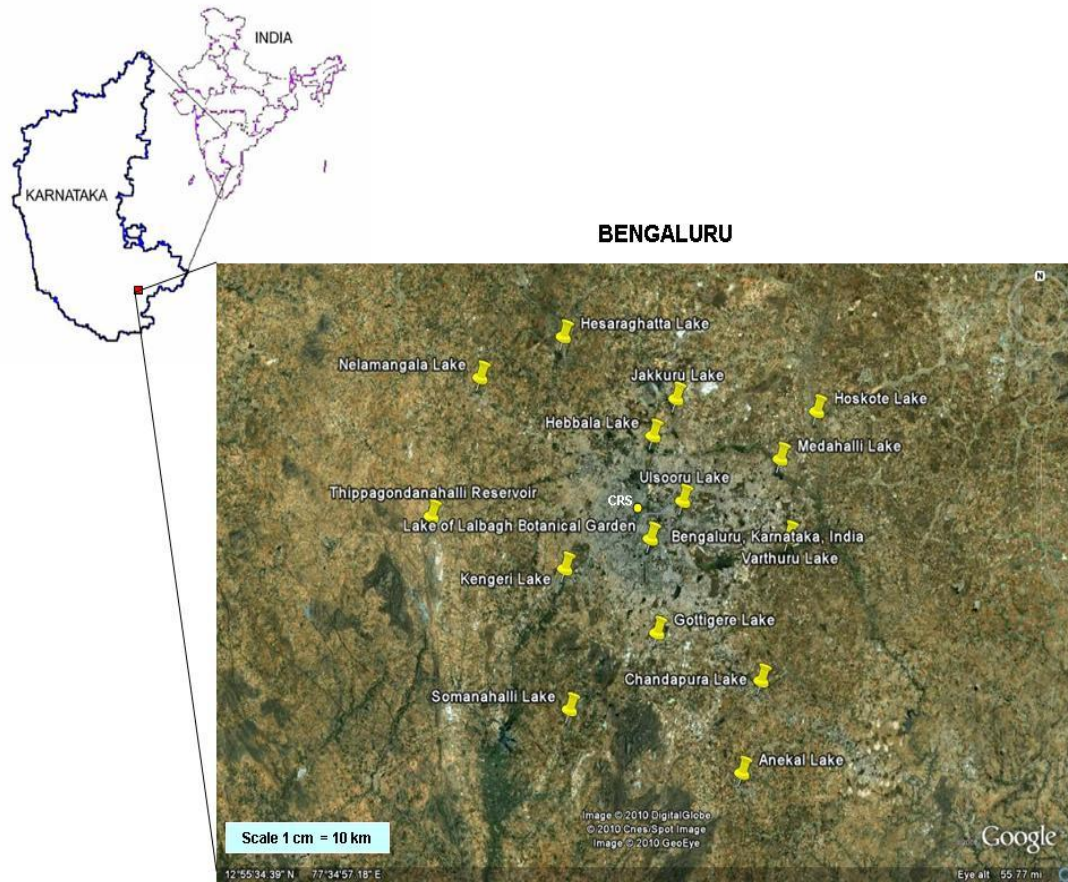 INDIA
KARNATAKA
BENGALURU
N
Hesaraghatta Lake
Nelamangala Lake
Jakkuru Lake
Hoskote Lake
Hebbala Lake
Medahalli Lake
Ulsooru Lake
Thippagondanahalli Reservoir
CRS
Lake of Lalbagh Botanical Garden
Bengaluru, Karnataka, India
Varthuru Lake
Kengeri Lake
Gottigere Lake
Chandapura Lake
Somanahalli Lake
Anekal Lake
Image © 2010 DigitalGlobe
© 2010 Cnes/Spot Image
Image © 2010 GeoEye
Scale 1 cm = 10 km
Google
12°55'34.39" N 77°34'57.18" E
Eye alt 55.77 mi